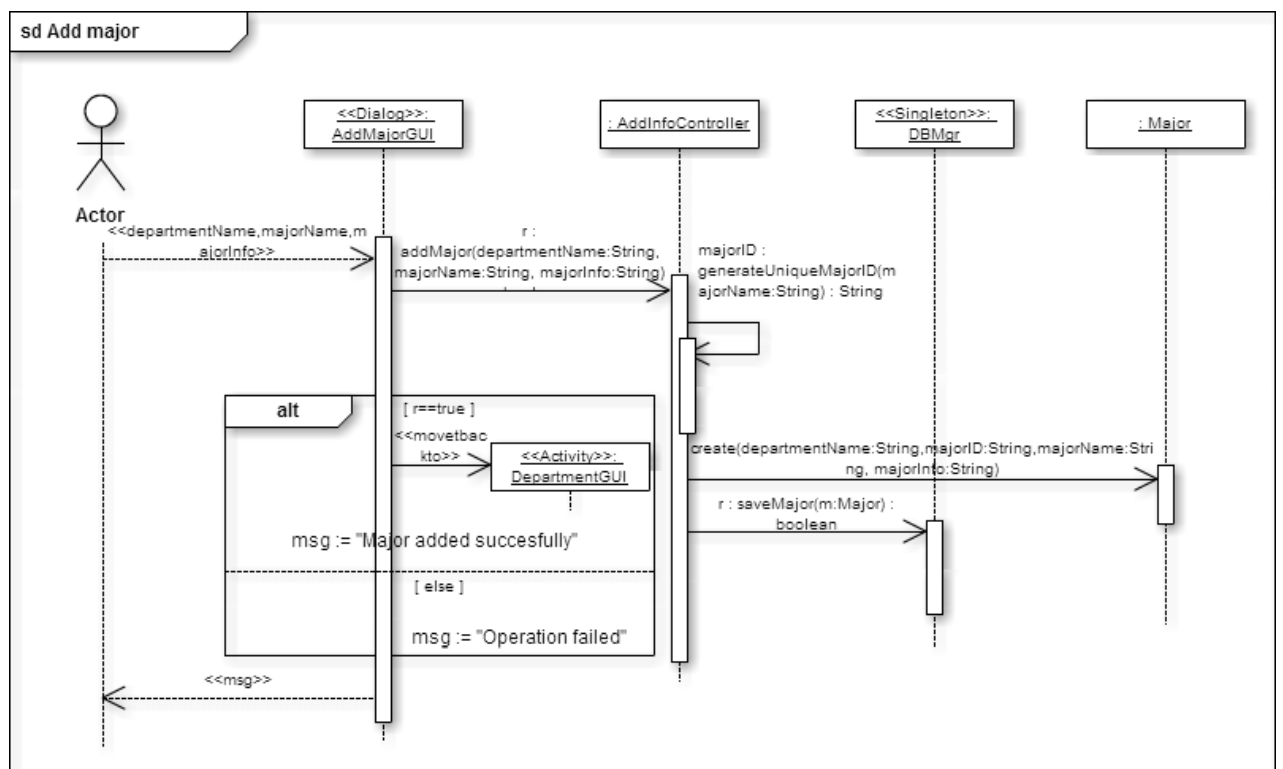 sd Add major
<<Dialog>>:
AddMajorGUI
: AddInfoController
<<Singleton>>:
DBMgr
: Major
Actor
<<departmentName,majorName,m
ajorInfo>>
r :
addMajor(departmentName:String,
majorName:String, majorInfo:String)
majorID :
generateUniqueMajorID(m
ajorName:String) : String
alt
[ r==true ]
<<movetbac
kto>>
<<Activity>>:
DepartmentGUI
create(departmentName:String,majorID:String,majorName:Stri
ng, majorInfo:String)
r : saveMajor(m:Major) :
boolean
msg := "Major added succesfully"
[ else ]
msg := "Operation failed"
<<msg>>